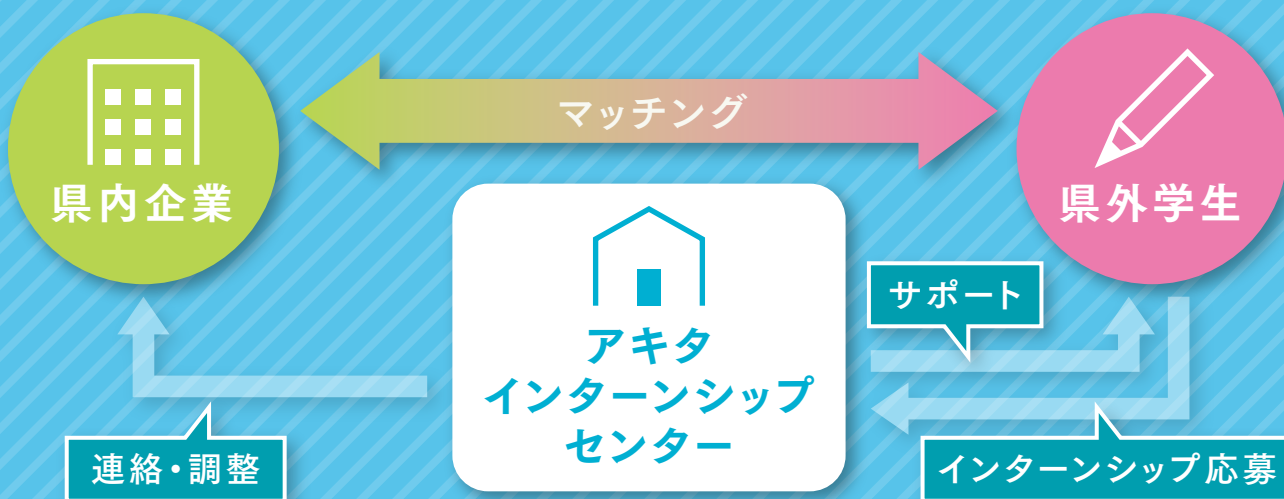 マッチング
県内企業
県外学生
サポート
アキタ
インターンシップ
センター
連絡・調整
インターンシップ応募